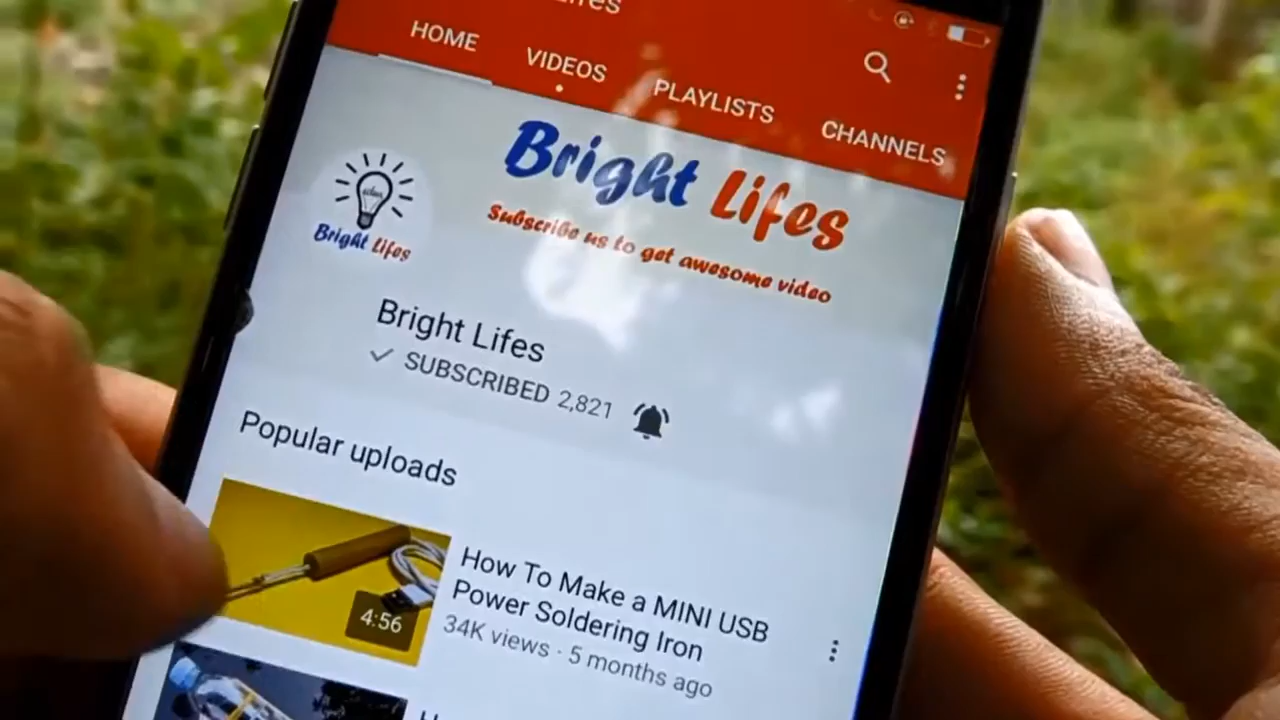 Lifes
HOME
VIDEOS
PLAYLISTS
CHANNELS
Bright Lifes
Subscribe us to get awesome video
Bright Lifes
Bright Lifes
SUBSCRIBED 2,821
Popular uploads
4:56
How To Make a MINI USB
Power Soldering Iron
34K views · 5 months ago